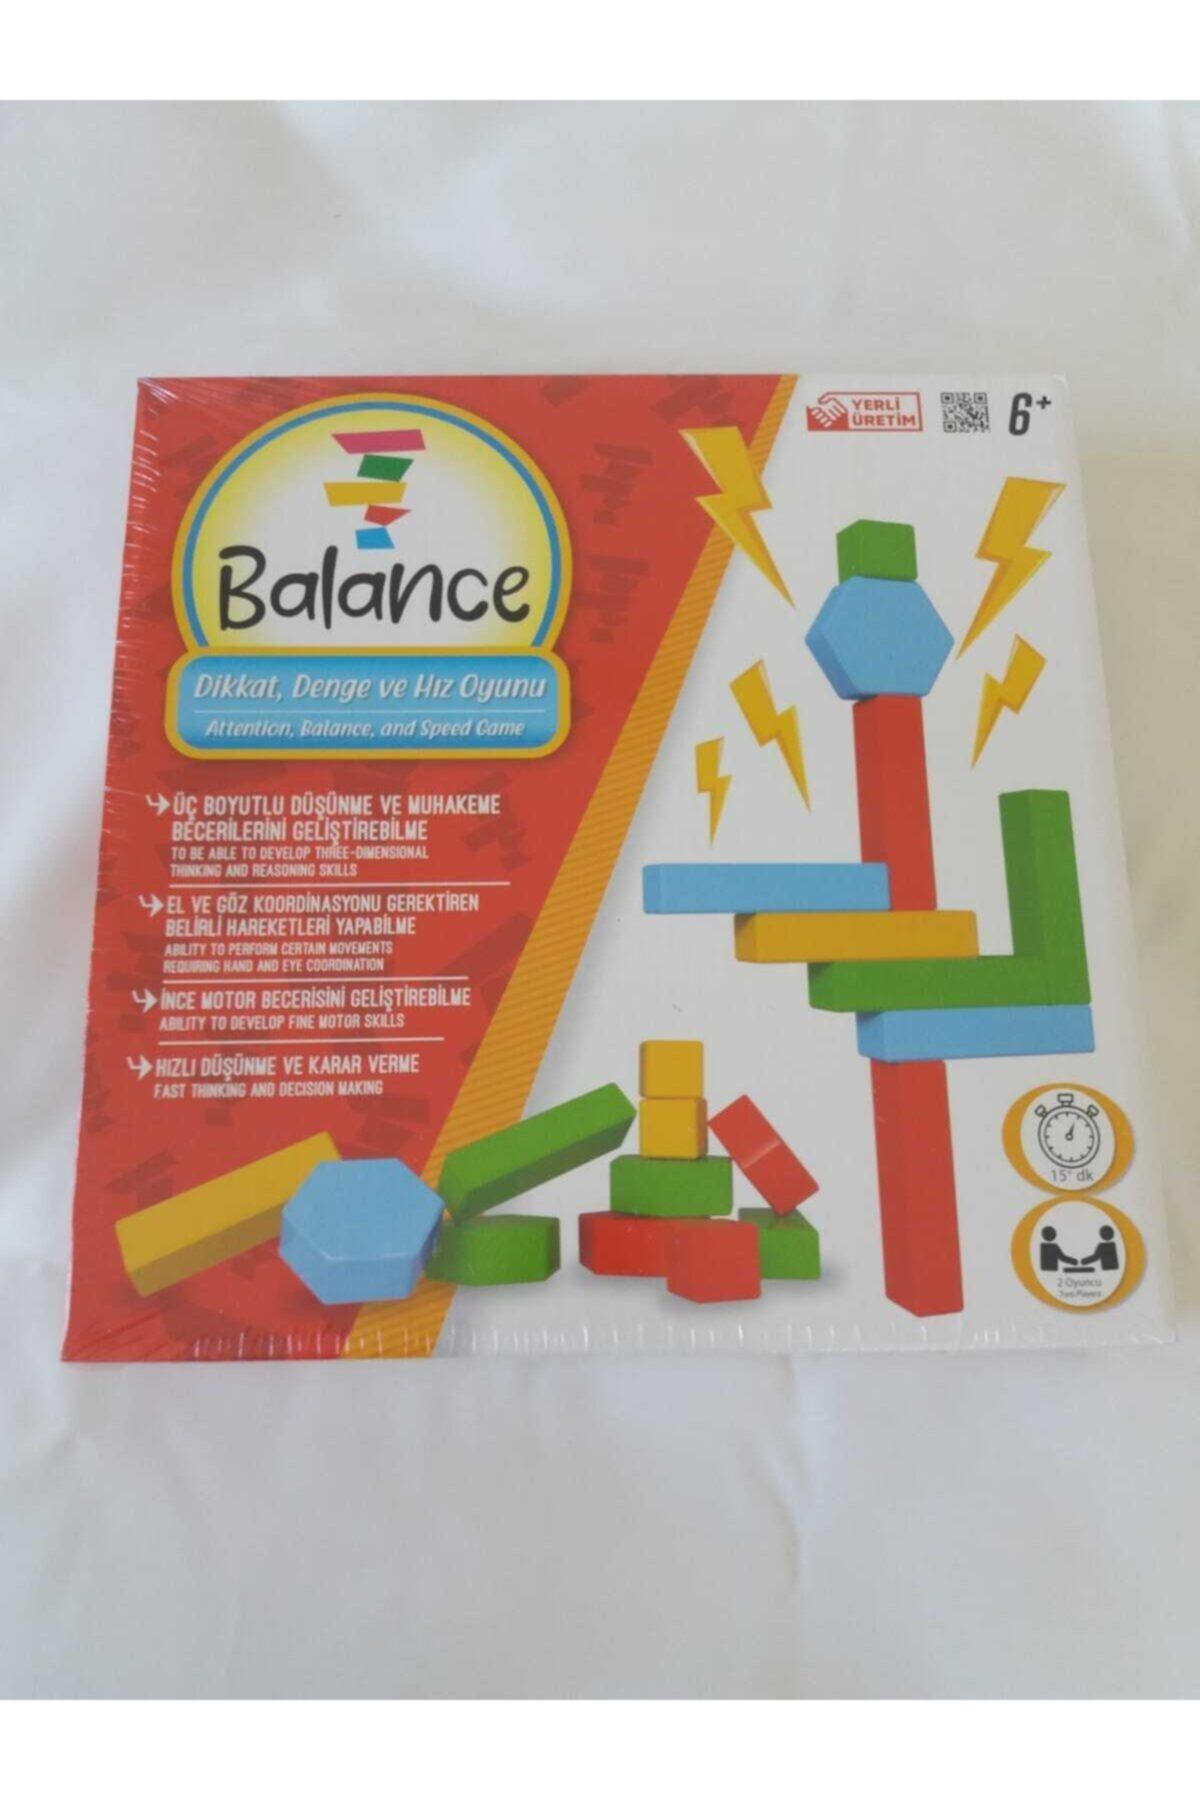 YERLİ
ÜRETİM
6+
Balance
Dikkat, Denge ve Hız Oyunu
Attention, Balance, and Speed Game
ÜÇ BOYUTLU DÜŞÜNME VE MUHAKEME
BECERİLERİNİ GELİŞTİREBİLME
TO BE ABLE TO DEVELOP THREE-DIMENSIONAL
THINKING AND REASONING SKILLS
EL VE GÖZ KOORDİNASYONU GEREKTİREN
BELİRLİ HAREKETLERİ YAPABİLME
ABILITY TO PERFORM CERTAIN MOVEMENTS
REQUIRING HAND AND EYE COORDINATION
İNCE MOTOR BECERİSİNİ GELİŞTİREBİLME
ABILITY TO DEVELOP FINE MOTOR SKILLS
HIZLI DÜŞÜNME VE KARAR VERME
FAST THINKING AND DECISION MAKING
15' dk
2 Oyuncu
Two Players